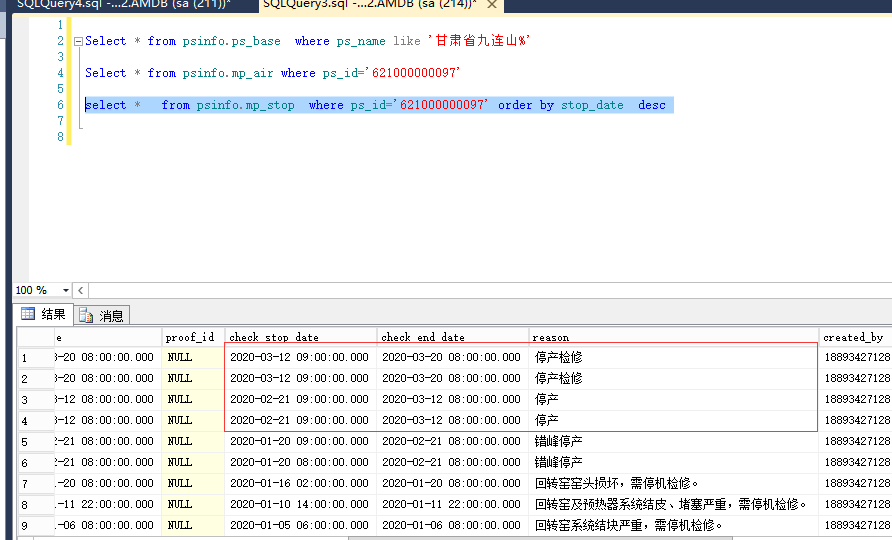 SQLQuery4.sql -...2.AMDB (sa (211))* SQLQuery3.sql -...2.AMDB (sa (214))*
1
2 Select * from psinfo.ps_base where ps_name like '甘肃省九连山%'
3
4 Select * from psinfo.mp_air where ps_id='621000000097'
5
6 select * from psinfo.mp_stop where ps_id='621000000097' order by stop_date desc
7
8
100 %
结果 消息
e proof_id check_stop_date check_end_date reason created_by
1 3-20 08:00:00.000 NULL 2020-03-12 09:00:00.000 2020-03-20 08:00:00.000 停产检修 18893427128
2 3-20 08:00:00.000 NULL 2020-03-12 09:00:00.000 2020-03-20 08:00:00.000 停产检修 18893427128
3 3-12 08:00:00.000 NULL 2020-02-21 09:00:00.000 2020-03-12 08:00:00.000 停产 18893427128
4 3-12 08:00:00.000 NULL 2020-02-21 09:00:00.000 2020-03-12 08:00:00.000 停产 18893427128
5 2-21 08:00:00.000 NULL 2020-01-20 09:00:00.000 2020-02-21 08:00:00.000 错峰停产 18893427128
6 2-21 08:00:00.000 NULL 2020-01-20 09:00:00.000 2020-02-21 08:00:00.000 错峰停产 18893427128
7 1-20 08:00:00.000 NULL 2020-01-16 02:00:00.000 2020-01-20 08:00:00.000 回转窑窑头损坏，需停机检修。 18893427128
8 1-11 22:00:00.000 NULL 2020-01-10 14:00:00.000 2020-01-11 22:00:00.000 回转窑及预热器系统结皮、堵塞严重，需停机检修。 18893427128
9 1-06 08:00:00.000 NULL 2020-01-05 06:00:00.000 2020-01-06 08:00:00.000 回转窑系统结块严重，需停机检修。 18893427128